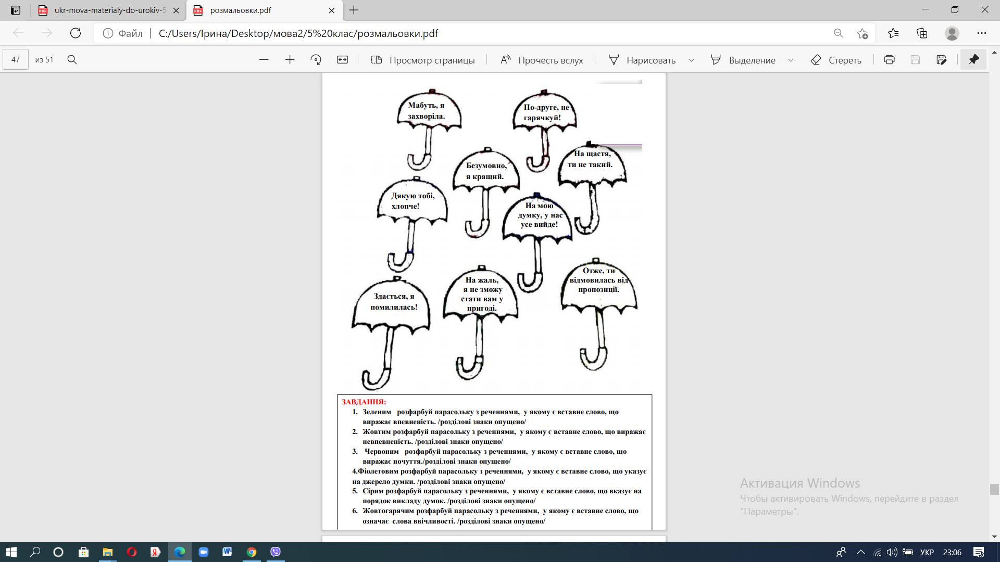 ukr-mova-materialy-do-urokiv-5
розмальовки.pdf
Файл
C:/Users/Ірина/Desktop/мова2/5%20клас/розмальовки.pdf
47
из 51
Просмотр страницы
Прочесть вслух
Нарисовать
Выделение
Стереть
Мабуть, я
захворіла.
По-друге, не
гарячкуй!
На щастя,
ти не такий.
Безумовно,
я кращий.
Дякую тобі,
хлопче!
На мою
думку, у нас
усе вийде!
Отже, ти
відмовилась від
пропозиції.
На жаль,
я не зможу
стати вам у
пригоді.
Здається, я
помилилась!
ЗАВДАННЯ:
1. Зеленим розфарбуй парасольку з реченнями, у якому є вставне слово, що
виражає впевненість. /розділові знаки опущено/
2. Жовтим розфарбуй парасольку з реченнями, у якому є вставне слово, що виражає
невпевненість. /розділові знаки опущено/
3. Червоним розфарбуй парасольку з реченнями, у якому є вставне слово, що
виражає почуття./розділові знаки опущено/
4.Фіолетовим розфарбуй парасольку з реченнями, у якому є вставне слово, що указує
на джерело думки. /розділові знаки опущено/
5. Сірим розфарбуй парасольку з реченнями, у якому є вставне слово, що вказує на
порядок викладу думок. /розділові знаки опущено/
6. Жовтогарячим розфарбуй парасольку з реченнями, у якому є вставне слово, що
означає слова ввічливості. /розділові знаки опущено/
Активация Windows
Чтобы активировать Windows, перейдите в раздел
"Параметры".
УКР
23:06